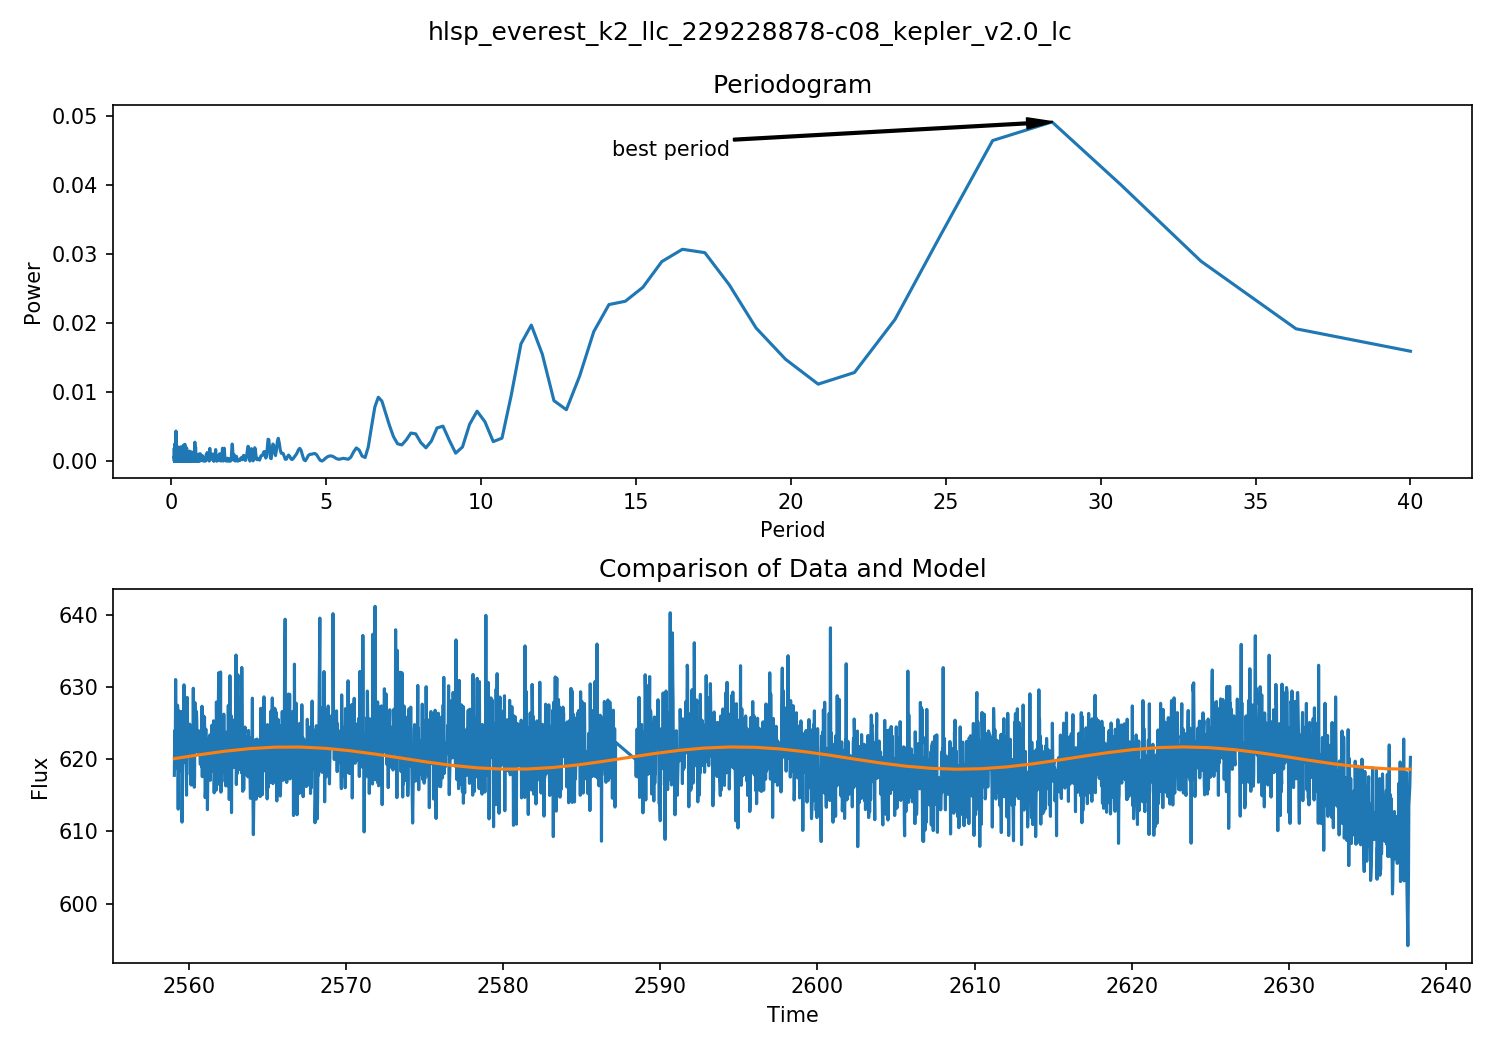 hlsp_everest_k2_llc_229228878-c08_kepler_v2.0_lc
Periodogram
0.05
0.04
0.03
0.02
0.01
0.00
Power
best period
0 5 10 15 20 25 30 35 40
Period
Comparison of Data and Model
640
630
620
610
600
Flux
2560 2570 2580 2590 2600 2610 2620 2630 2640
Time